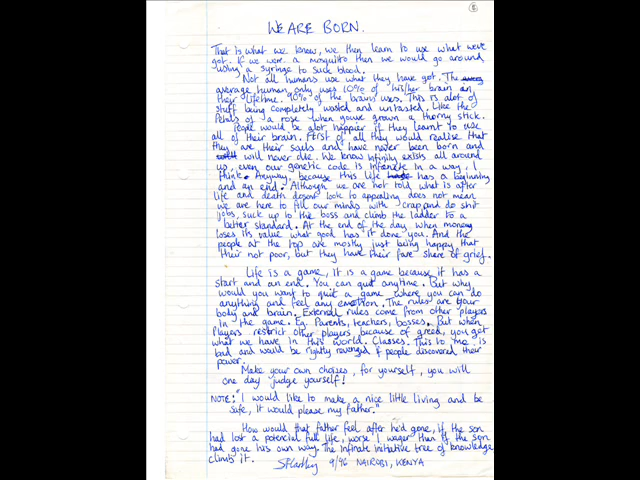 WE ARE BORN.
That is what we know, we then learn to use what weve
got. If we were a mosquito then we would go around
using a syringe to suck blood.
Not all humans use what they have got. The
average human only uses 10% of his/her brain in
their lifetime. 90% of the brain uses. This is alot of
stuff being completely wasted and untasted. Like the
Petals of a rose when youve grown a thorny stick.
People would be alot happier if they learnt to use
all of their brain. First of all they would realise that
they are their souls and have never been born and
will never die. We know infinity exists all around
us, even our genetic code is infinate in a way, I
think. Anyway, because this life has a beginning
and an end. Although we are not told what is after
life and death doesnt look to appealing does not mean
we are here to fill our minds with crap and do shit
jobs, suck up to the boss and climb the ladder to a
better standard. At the end of the day when money
loses its value what good has it done you. And the
people at the top are mostly just being happy that
their not poor, but they have their fare share of grief.
Life is a game, It is a game because it has a
start and an end. You can quit anytime. But why
would you want to quit a game where you can do
anything and feel any emotion. The rules are your
body and brain. External rules come from other players
in the game. Eg. Parents, teachers, bosses. But when
Players restrict other players, because of greed, you get
what we have in this world. Classes. This to me is
bad and would be rightly revenged if people discovered their
power.
Make your own choises, for yourself, you will
one day judge yourself!
NOTE: "I would like to make a nice little living and be
safe, it would please my father."
How would that father feel after he'd gone, if the son
had lost a potencial full life, worse I wager than if the son
had gone his own way. The infinate initiative tree of knowledge
climb it.
9/96 NAIROBI, KENYA